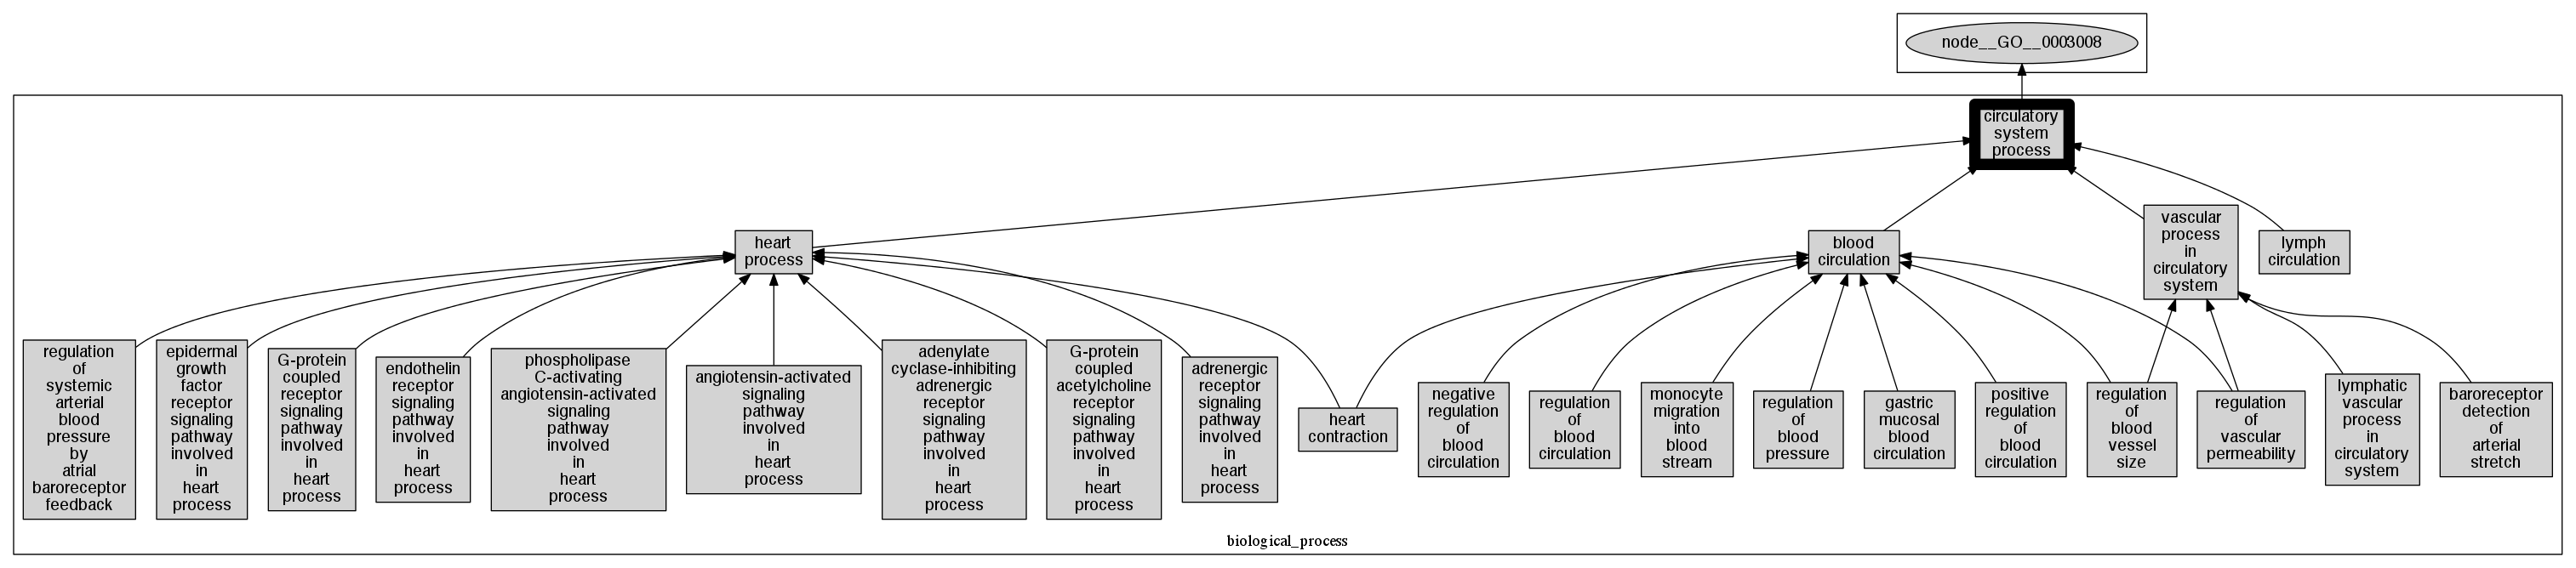 node__GO__0003008
circulatory
system
process
heart
process
blood
circulation
vascular
process
in
circulatory
system
lymph
circulation
regulation
of
systemic
arterial
blood
pressure
by
atrial
baroreceptor
feedback
epidermal
growth
factor
receptor
signaling
pathway
involved
in
heart
process
G-protein
coupled
receptor
signaling
pathway
involved
in
heart
process
endothelin
receptor
signaling
pathway
involved
in
heart
process
phospholipase
C-activating
angiotensin-activated
signaling
pathway
involved
in
heart
process
angiotensin-activated
signaling
pathway
involved
in
heart
process
adenylate
cyclase-inhibiting
adrenergic
receptor
signaling
pathway
involved
in
heart
process
G-protein
coupled
acetylcholine
receptor
signaling
pathway
involved
in
heart
process
adrenergic
receptor
signaling
pathway
involved
in
heart
process
heart
contraction
negative
regulation
of
blood
circulation
regulation
of
blood
circulation
monocyte
migration
into
blood
stream
regulation
of
blood
pressure
gastric
mucosal
blood
circulation
positive
regulation
of
blood
circulation
regulation
of
blood
vessel
size
regulation
of
vascular
permeability
lymphatic
vascular
process
in
circulatory
system
baroreceptor
detection
of
arterial
stretch
biological_process